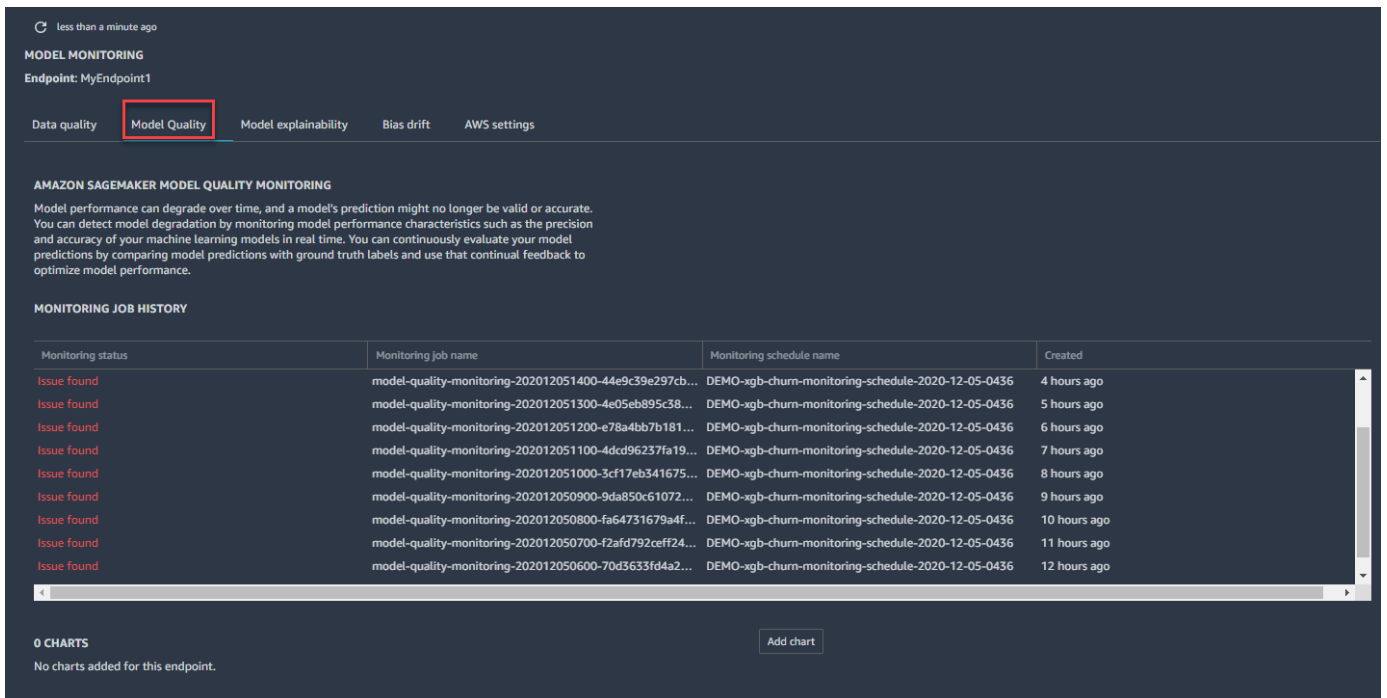 less than a minute ago
MODEL MONITORING
Endpoint: MyEndpoint1
Data quality Model Quality Model explainability Bias drift AWS settings
AMAZON SAGEMAKER MODEL QUALITY MONITORING
Model performance can degrade over time, and a model's prediction might no longer be valid or accurate.
You can detect model degradation by monitoring model performance characteristics such as the precision
and accuracy of your machine learning models in real time. You can continuously evaluate your model
predictions by comparing model predictions with ground truth labels and use that continual feedback to
optimize model performance.
MONITORING JOB HISTORY
Monitoring status Monitoring job name Monitoring schedule name Created
Issue found model-quality-monitoring-202012051400-44e9c39e297cb... DEMO-xgb-churn-monitoring-schedule-2020-12-05-0436 4 hours ago
Issue found model-quality-monitoring-202012051300-4e05eb895c38... DEMO-xgb-churn-monitoring-schedule-2020-12-05-0436 5 hours ago
Issue found model-quality-monitoring-202012051200-e78a4bb7b181... DEMO-xgb-churn-monitoring-schedule-2020-12-05-0436 6 hours ago
Issue found model-quality-monitoring-202012051100-4dcd96237fa19... DEMO-xgb-churn-monitoring-schedule-2020-12-05-0436 7 hours ago
Issue found model-quality-monitoring-202012051000-3cf17eb341675... DEMO-xgb-churn-monitoring-schedule-2020-12-05-0436 8 hours ago
Issue found model-quality-monitoring-202012050900-9da850c61072... DEMO-xgb-churn-monitoring-schedule-2020-12-05-0436 9 hours ago
Issue found model-quality-monitoring-202012050800-fa64731679a4f... DEMO-xgb-churn-monitoring-schedule-2020-12-05-0436 10 hours ago
Issue found model-quality-monitoring-202012050700-f2afd792ceff24... DEMO-xgb-churn-monitoring-schedule-2020-12-05-0436 11 hours ago
Issue found model-quality-monitoring-202012050600-70d3633fd4a2... DEMO-xgb-churn-monitoring-schedule-2020-12-05-0436 12 hours ago
0 CHARTS Add chart
No charts added for this endpoint.